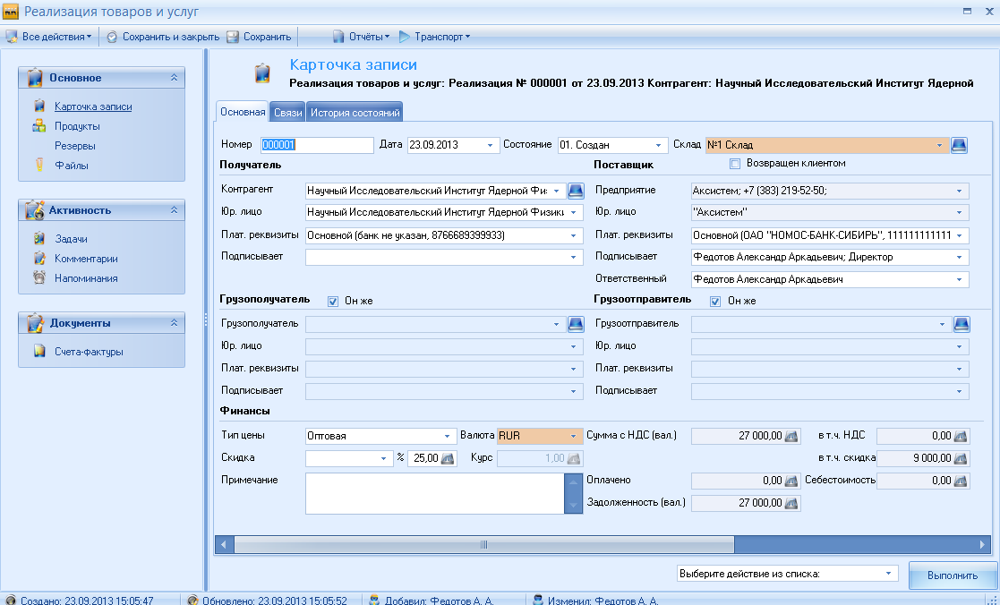 Реализация товаров и услуг
Все действия Сохранить и закрыть Сохранить Отчёты Транспорт
Основное
Карточка записи
Продукты
Резервы
Файлы
Активность
Задачи
Комментарии
Напоминания
Документы
Счета-фактуры
Карточка записи
Реализация товаров и услуг: Реализация № 000001 от 23.09.2013 Контрагент: Научный Исследовательский Институт Ядерной
Основная Связи История состояний
Номер 000001 Дата 23.09.2013 Состояние 01. Создан Склад №1 Склад
Получатель Поставщик Возвращен клиентом
Контрагент Научный Исследовательский Институт Ядерной Фи Предприятие Аксистем; +7 (383) 219-52-50;
Юр. лицо Научный Исследовательский Институт Ядерной Физик Юр. лицо "Аксистем"
Плат. реквизиты Основной (банк не указан, 8766689399933) Плат. реквизиты Основной (ОАО "НОМОС-БАНК-СИБИРЬ", 111111111111
Подписывает Подписывает Федотов Александр Аркадьевич; Директор
Ответственный Федотов Александр Аркадьевич
Грузополучатель Он же Грузоотправитель Он же
Грузополучатель Грузоотправитель
Юр. лицо Юр. лицо
Плат. реквизиты Плат. реквизиты
Подписывает Подписывает
Финансы
Тип цены Оптовая Валюта RUR Сумма с НДС (вал.) 27 000,00 в т.ч. НДС 0,00
Скидка % 25,00 Курс 1,00 в т.ч. скидка 9 000,00
Примечание Оплачено 0,00 Себестоимость 0,00
Задолженность (вал.) 27 000,00
Выберите действие из списка: Выполнить
Создано: 23.09.2013 15:05:47 Обновлено: 23.09.2013 15:05:52 Добавил: Федотов А. А. Изменил: Федотов А. А.